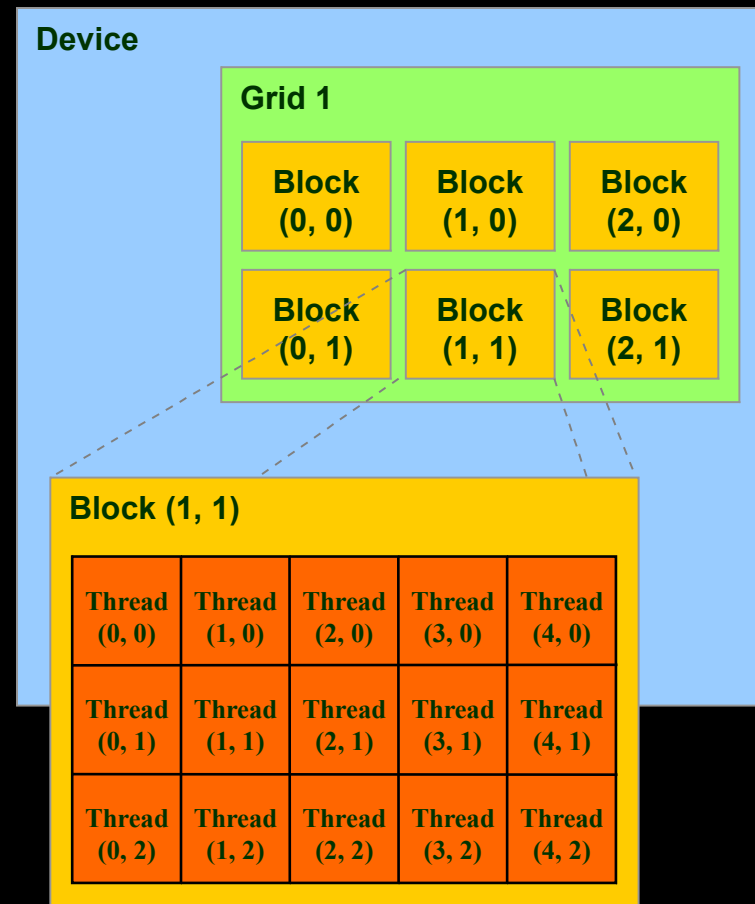 Device
Grid 1
Block Block Block
(0, 0) (1, 0) (2, 0)
Block Block Block
(0, 1) (1, 1) (2, 1)
Block (1, 1)
Thread Thread Thread Thread Thread
(0, 0) (1, 0) (2, 0) (3, 0) (4, 0)
Thread Thread Thread Thread Thread
(0, 1) (1, 1) (2, 1) (3, 1) (4, 1)
Thread Thread Thread Thread Thread
(0, 2) (1, 2) (2, 2) (3, 2) (4, 2)